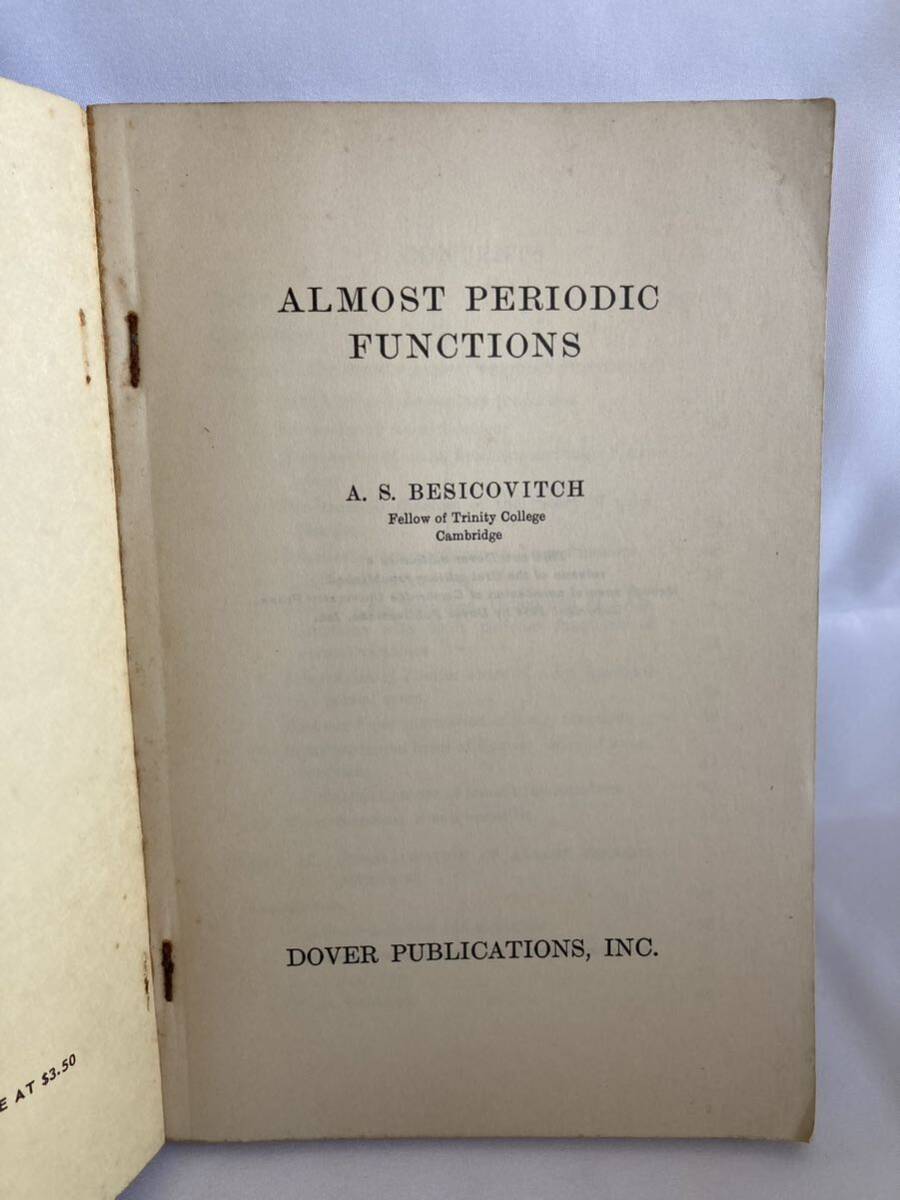 ALMOST PERIODIC
FUNCTIONS
A. S. BESICOVITCH
Fellow of Trinity College
Cambridge
DOVER PUBLICATIONS, INC.
E AT $3.50